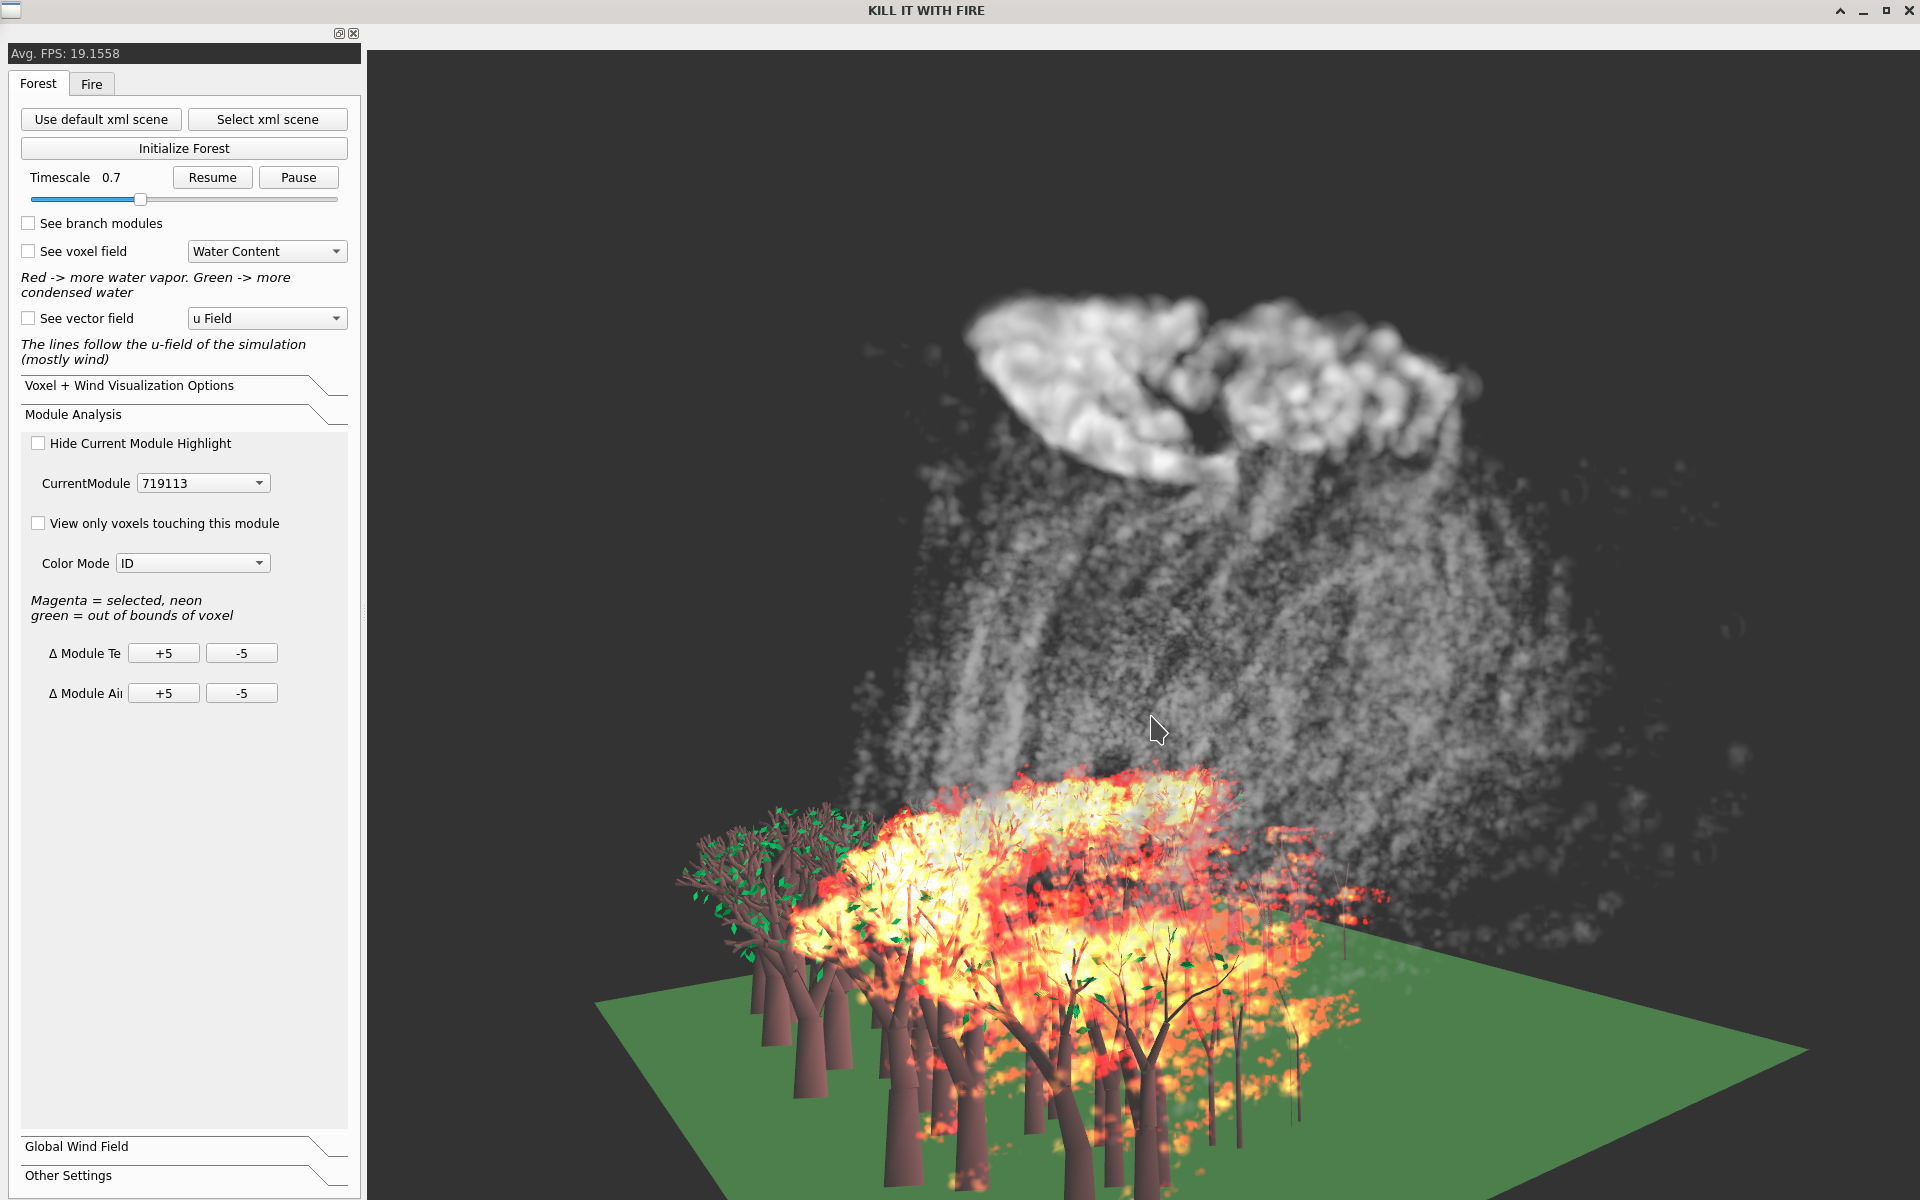 KILL IT WITH FIRE
Avg. FPS: 19.1558
Forest Fire
Use default xml scene Select xml scene
Initialize Forest
Timescale 0.7 Resume Pause
See branch modules
See voxel field Water Content
Red -> more water vapor. Green -> more
condensed water
See vector field u Field
The lines follow the u-field of the simulation
(mostly wind)
Voxel + Wind Visualization Options
Module Analysis
Hide Current Module Highlight
CurrentModule 719113
View only voxels touching this module
Color Mode ID
Magenta = selected, neon
green = out of bounds of voxel
Δ Module Te +5 -5
Δ Module Air +5 -5
Global Wind Field
Other Settings